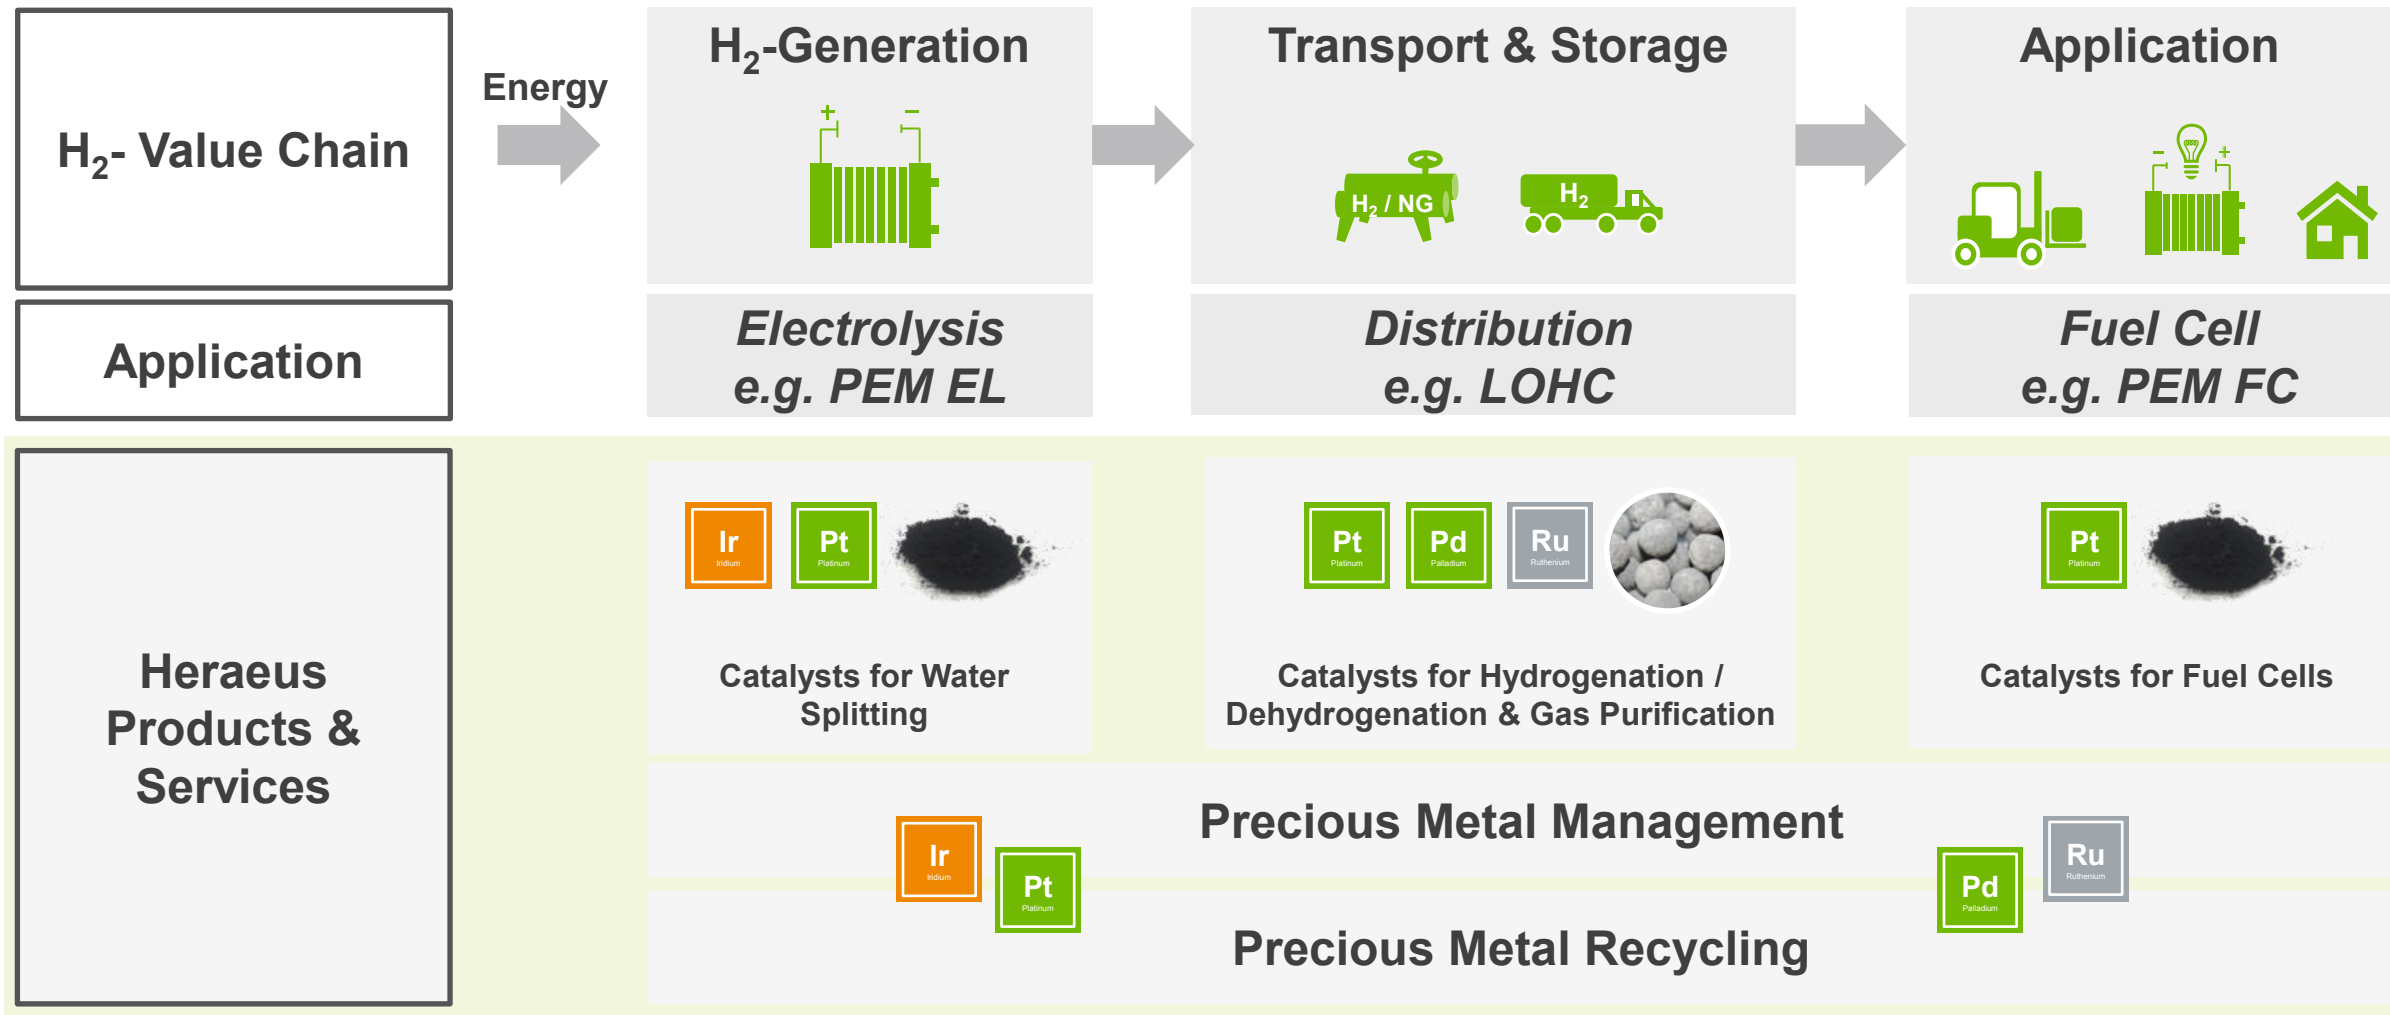 H2- Value Chain
Energy
H2-Generation
+ −
Transport & Storage
H2 / NG
H2
Application
− +
Application
Electrolysis
e.g. PEM EL
Distribution
e.g. LOHC
Fuel Cell
e.g. PEM FC
Heraeus
Products &
Services
Ir
Iridium
Pt
Platinum
Catalysts for Water
Splitting
Pt
Platinum
Pd
Palladium
Ru
Ruthenium
Catalysts for Hydrogenation /
Dehydrogenation & Gas Purification
Pt
Platinum
Catalysts for Fuel Cells
Precious Metal Management
Ir
Iridium
Pt
Platinum
Pd
Palladium
Ru
Ruthenium
Precious Metal Recycling